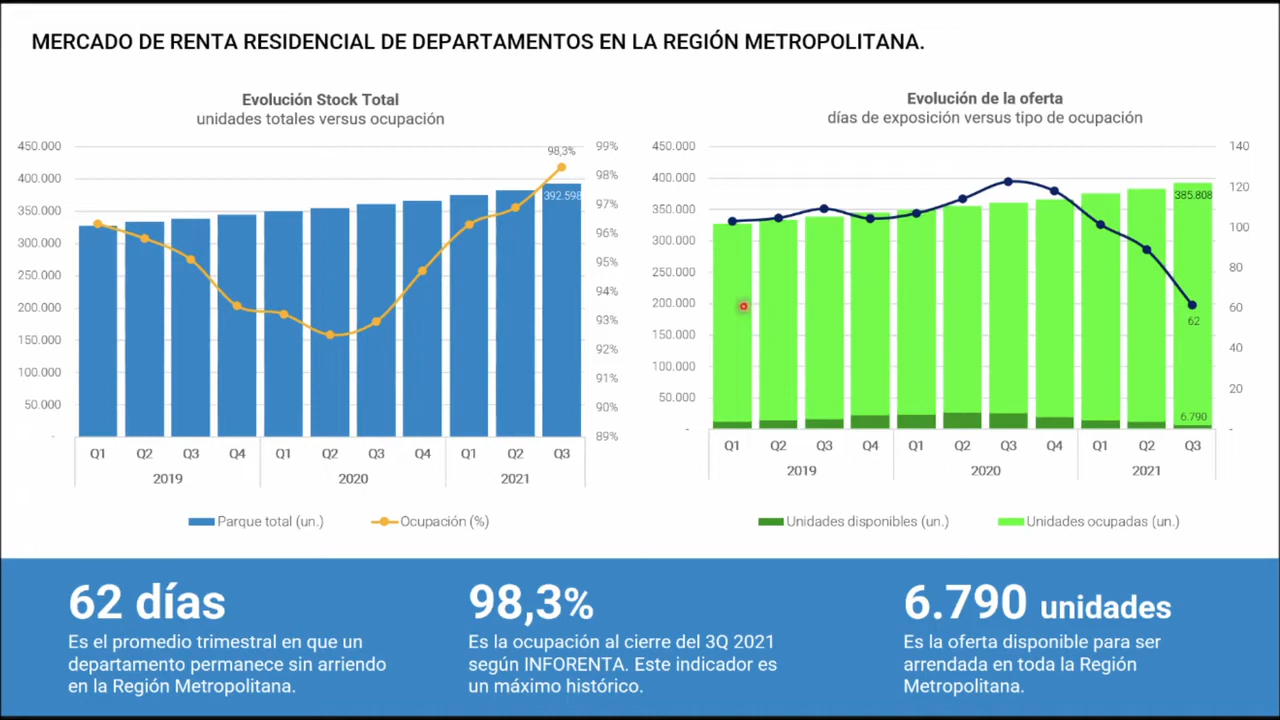 MERCADO DE RENTA RESIDENCIAL DE DEPARTAMENTOS EN LA REGIÓN METROPOLITANA.
Evolución Stock Total
unidades totales versus ocupación
450.000
400.000
350.000
300.000
250.000
200.000
150.000
100.000
50.000
-
99%
98%
97%
96%
95%
94%
93%
92%
91%
90%
89%
98,3%
392.598
Q1 Q2 Q3 Q4 Q1 Q2 Q3 Q4 Q1 Q2 Q3
2019 2020 2021
Parque total (un.) Ocupación (%)
Evolución de la oferta
días de exposición versus tipo de ocupación
450.000
400.000
350.000
300.000
250.000
200.000
150.000
100.000
50.000
-
140
120
100
80
60
40
20
-
385.808
62
6.790
Q1 Q2 Q3 Q4 Q1 Q2 Q3 Q4 Q1 Q2 Q3
2019 2020 2021
Unidades disponibles (un.) Unidades ocupadas (un.)
62 días
Es el promedio trimestral en que un
departamento permanece sin arriendo
en la Región Metropolitana.
98,3%
Es la ocupación al cierre del 3Q 2021
según INFORENTA. Este indicador es
un máximo histórico.
6.790 unidades
Es la oferta disponible para ser
arrendada en toda la Región
Metropolitana.